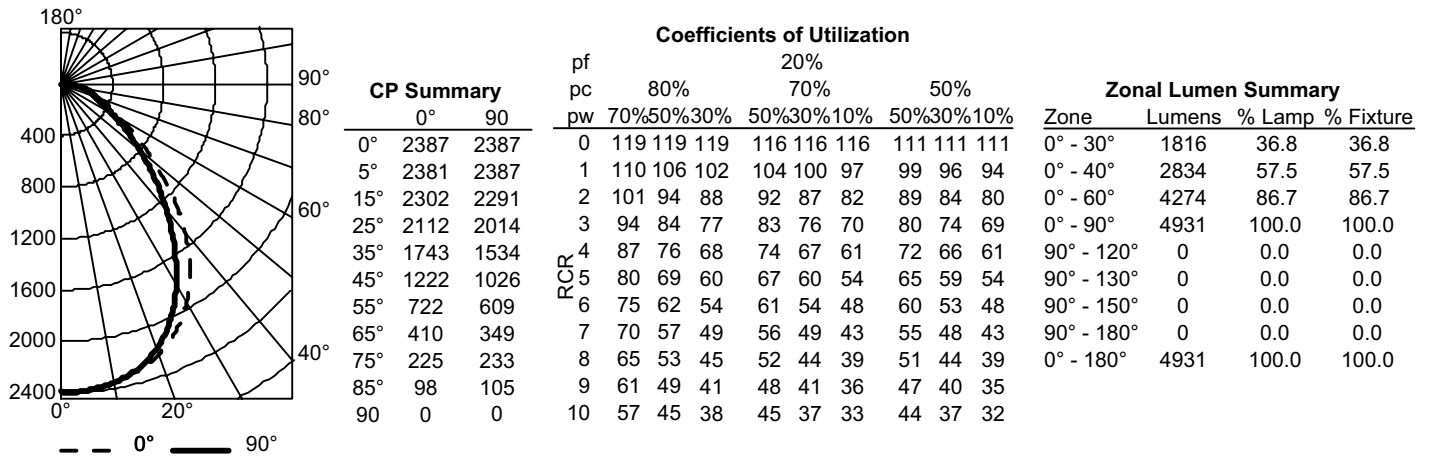 180°
90°
80°
60°
40°
400
800
1200
1600
2000
2400
0° 20°
0° 90°
CP Summary
0° 90
0° 2387 2387
5° 2381 2387
15° 2302 2291
25° 2112 2014
35° 1743 1534
45° 1222 1026
55° 722 609
65° 410 349
75° 225 233
85° 98 105
90 0 0
Coefficients of Utilization
pf 20%
pc 80% 70% 50%
pw 70%50%30% 50%30%10% 50%30%10%
RCR
0 119 119 119 116 116 116 111 111 111
1 110 106 102 104 100 97 99 96 94
2 101 94 88 92 87 82 89 84 80
3 94 84 77 83 76 70 80 74 69
4 87 76 68 74 67 61 72 66 61
5 80 69 60 67 60 54 65 59 54
6 75 62 54 61 54 48 60 53 48
7 70 57 49 56 49 43 55 48 43
8 65 53 45 52 44 39 51 44 39
9 61 49 41 48 41 36 47 40 35
10 57 45 38 45 37 33 44 37 32
Zonal Lumen Summary
Zone Lumens % Lamp % Fixture
0° - 30° 1816 36.8 36.8
0° - 40° 2834 57.5 57.5
0° - 60° 4274 86.7 86.7
0° - 90° 4931 100.0 100.0
90° - 120° 0 0.0 0.0
90° - 130° 0 0.0 0.0
90° - 150° 0 0.0 0.0
90° - 180° 0 0.0 0.0
0° - 180° 4931 100.0 100.0